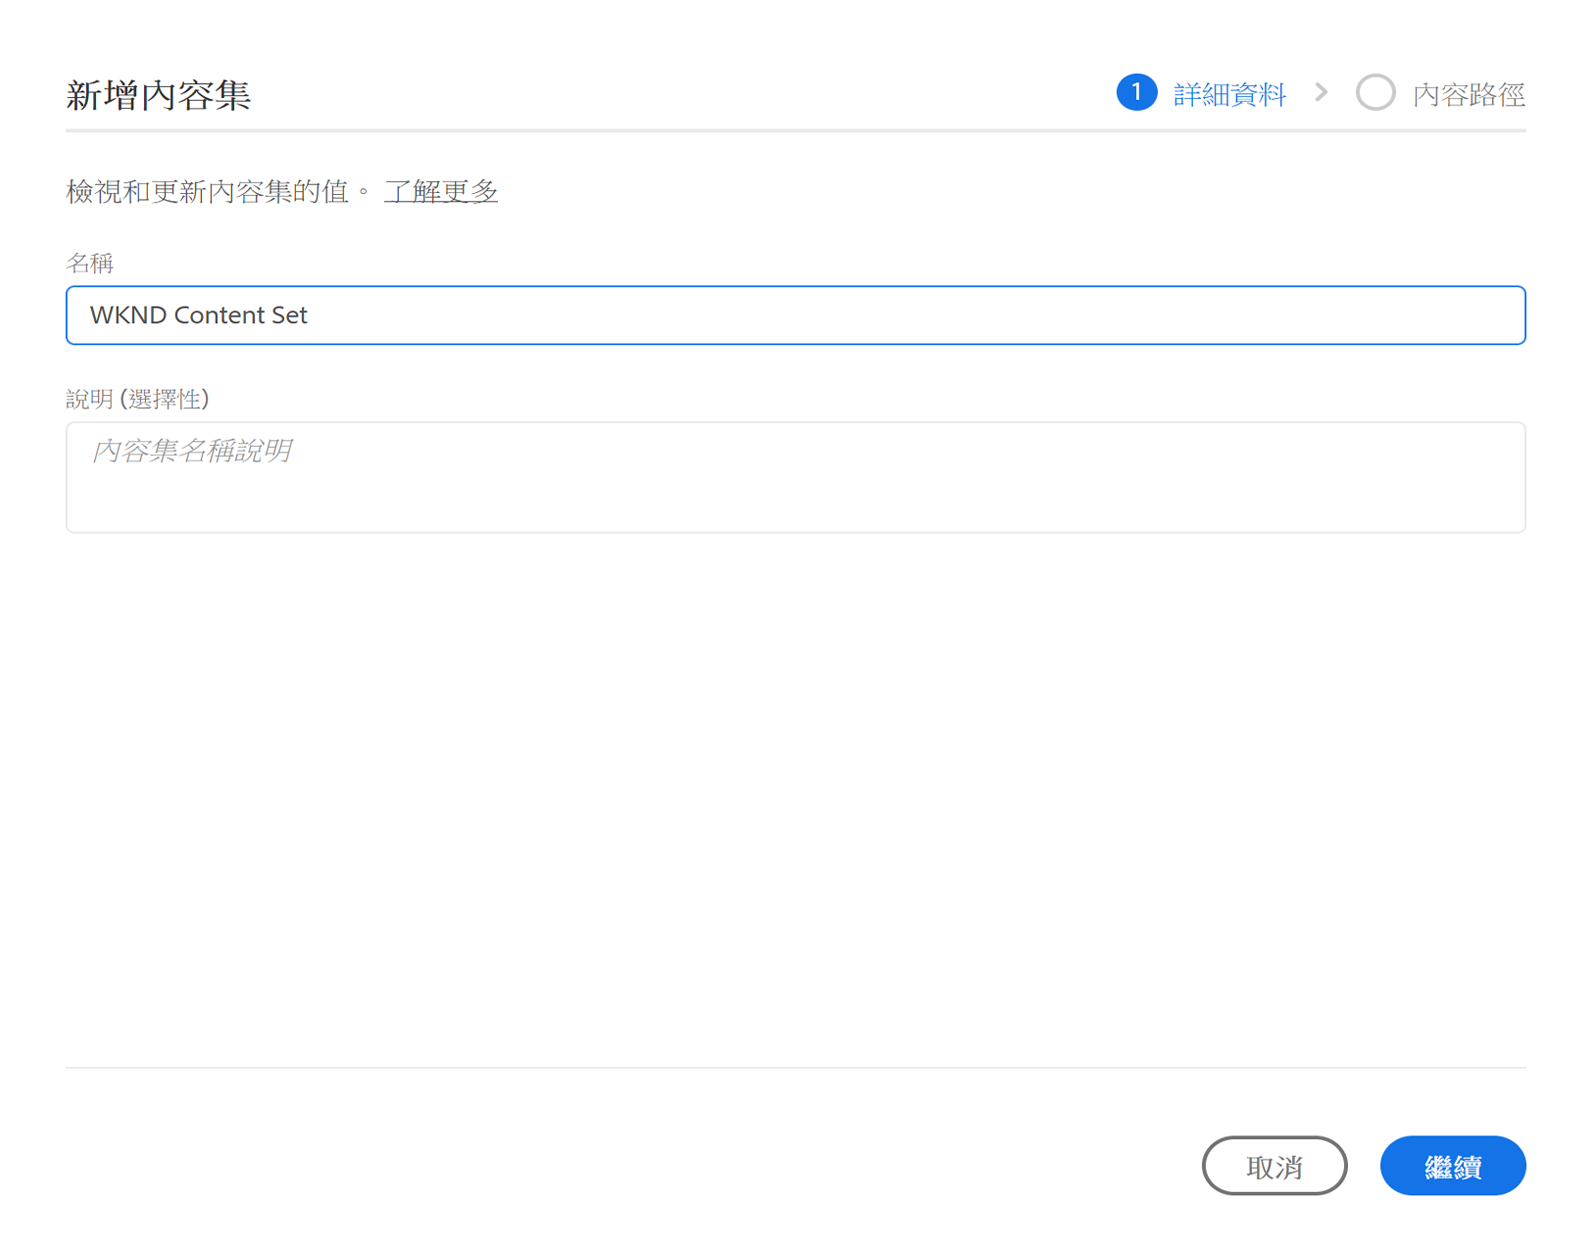 新增內容集
1 詳細資料 > 內容路徑
檢視和更新內容集的值。 了解更多
名稱
WKND Content Set
說明 (選擇性)
內容集名稱說明
取消
繼續